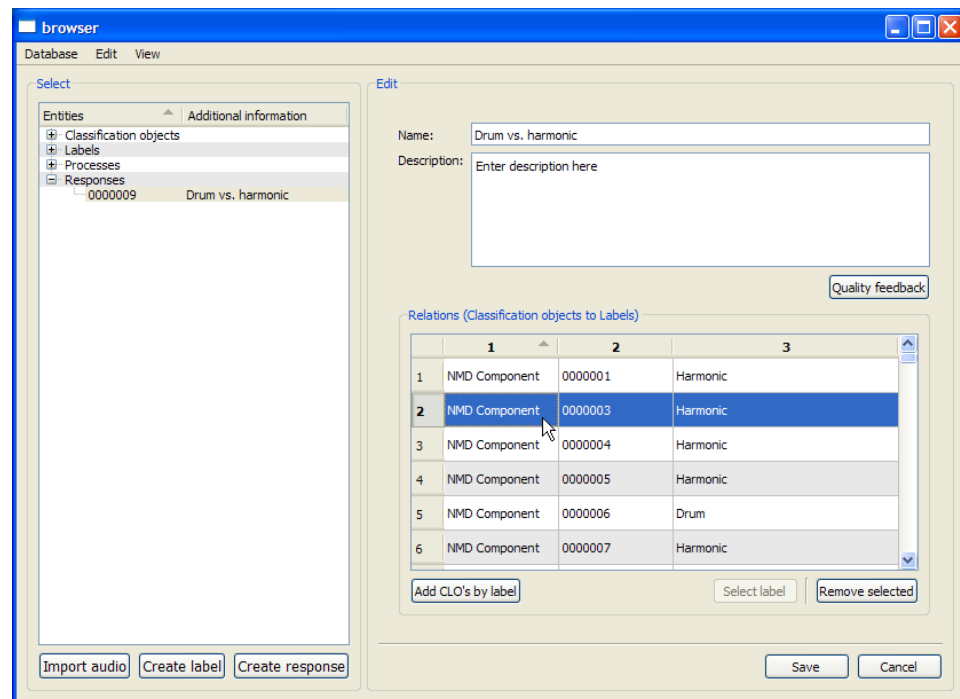 browser
Database Edit View
Select
Entities Additional information
Classification objects
Labels
Processes
Responses
0000009 Drum vs. harmonic
Import audio Create label Create response
Edit
Name: Drum vs. harmonic
Description: Enter description here
Quality feedback
Relations (Classification objects to Labels)
1 2 3
1 NMD Component 0000001 Harmonic
2 NMD Component 0000003 Harmonic
3 NMD Component 0000004 Harmonic
4 NMD Component 0000005 Harmonic
5 NMD Component 0000006 Drum
6 NMD Component 0000007 Harmonic
Add CLO's by label Select label Remove selected
Save Cancel